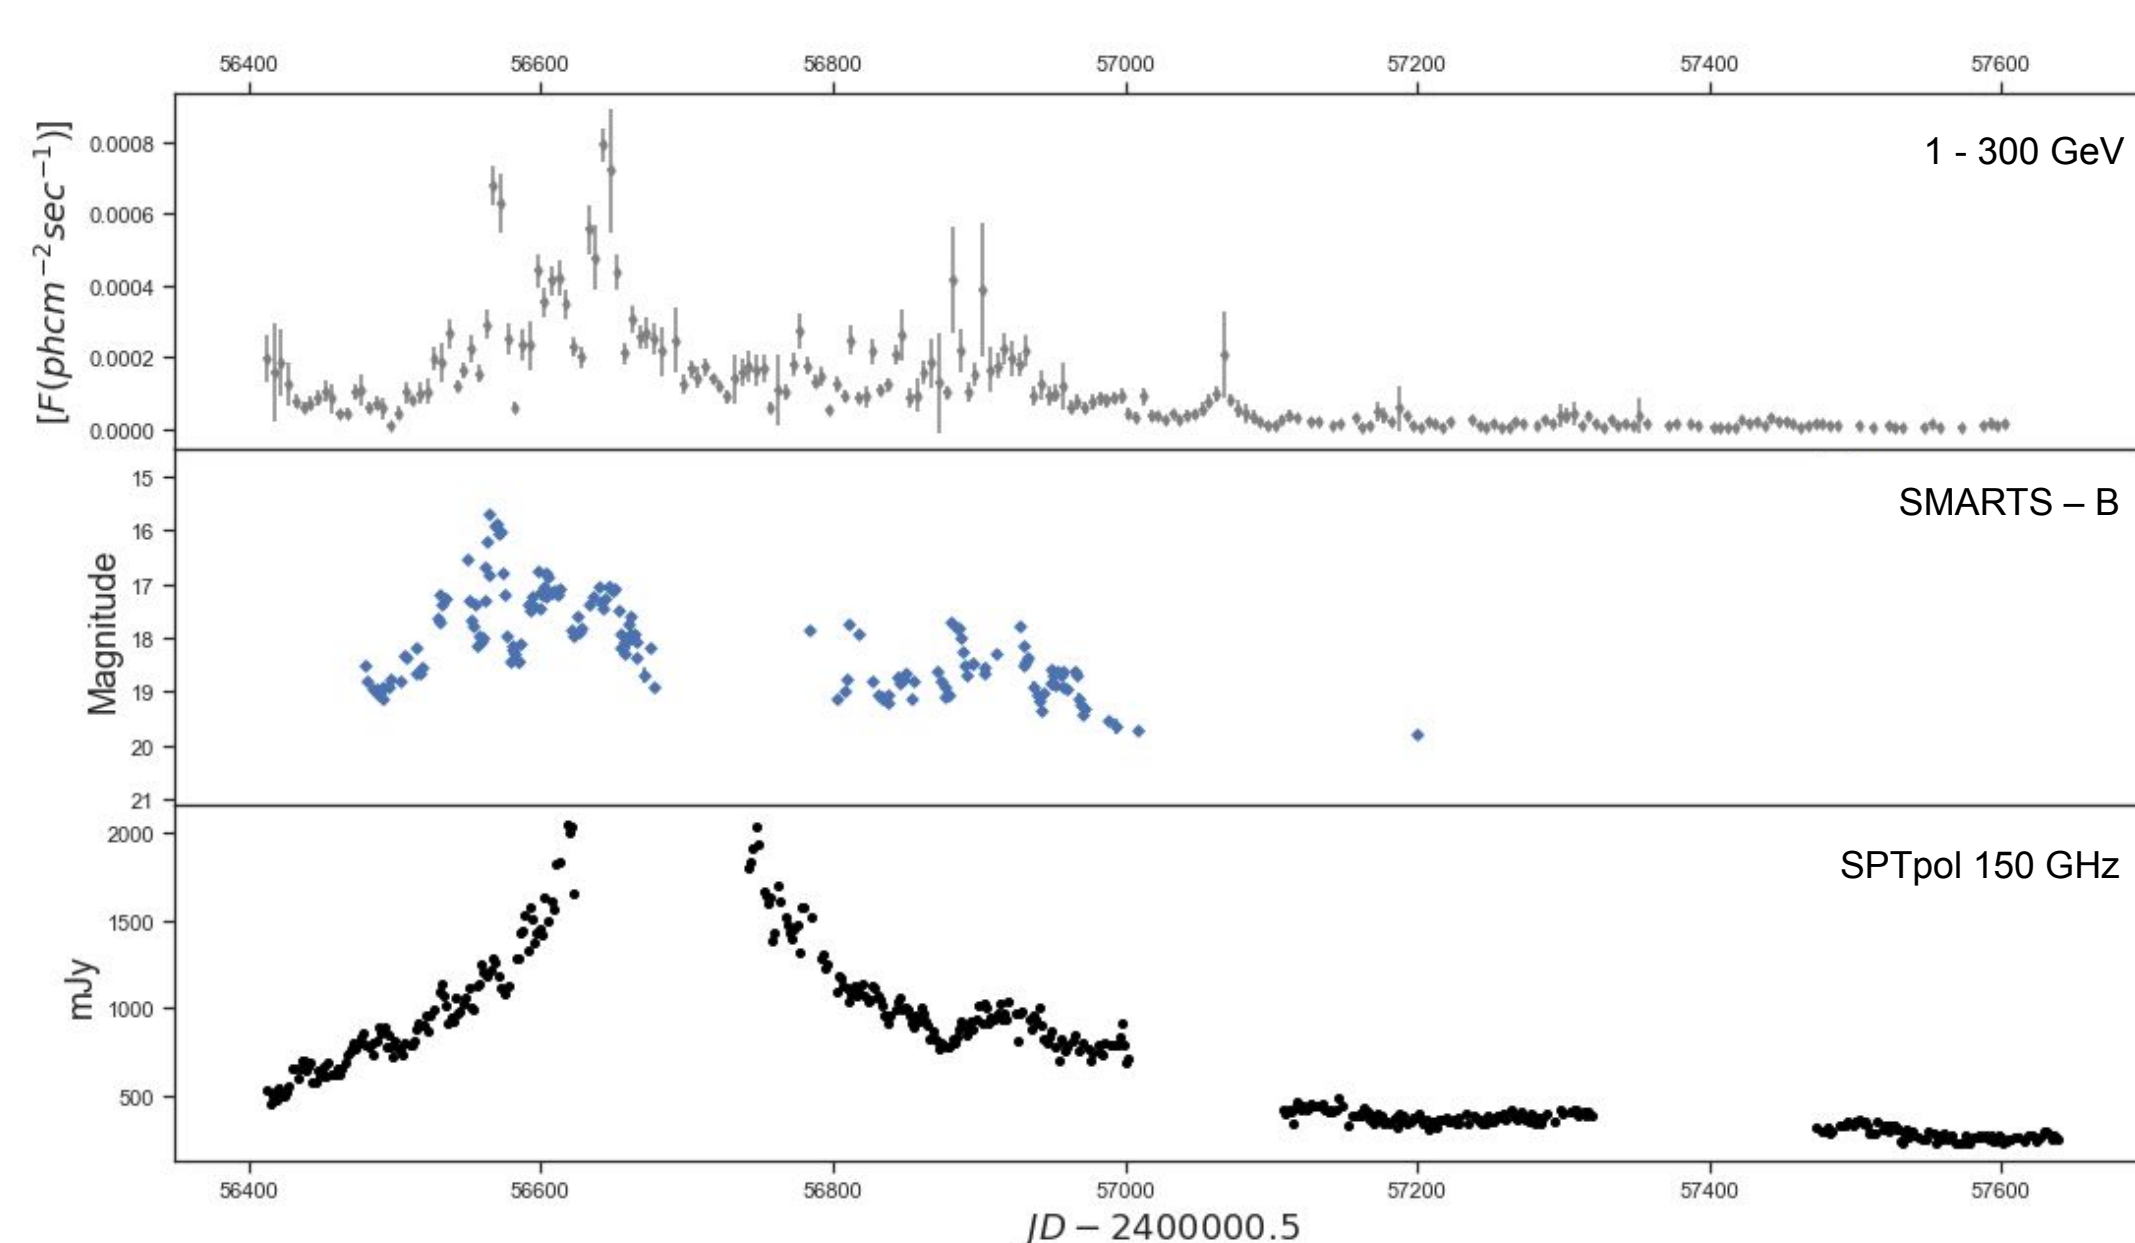 56400 56600 56800 57000 57200 57400 57600
[F(phcm⁻²sec⁻¹)]
0.0008
0.0006
0.0004
0.0002
0.0000
1 - 300 GeV
Magnitude
15
16
17
18
19
20
21
SMARTS – B
mJy
2000
1500
1000
500
SPTpol 150 GHz
56400 56600 56800 57000 57200 57400 57600
JD − 2400000.5